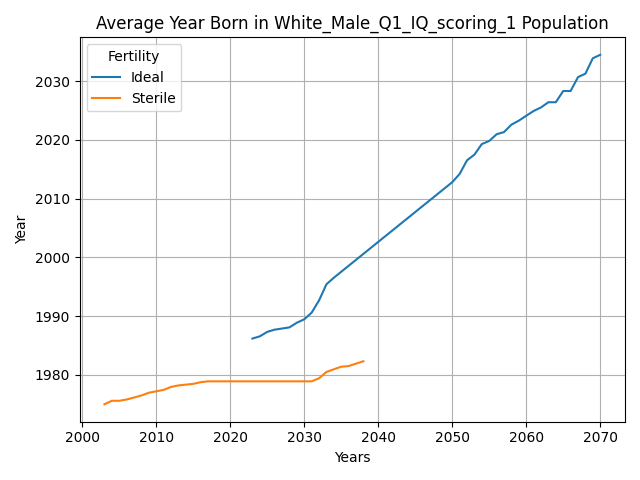 Average Year Born in White_Male_Q1_IQ_scoring_1 Population
Fertility
Ideal
Sterile
Year
2030
2020
2010
2000
1990
1980
2000 2010 2020 2030 2040 2050 2060 2070
Years